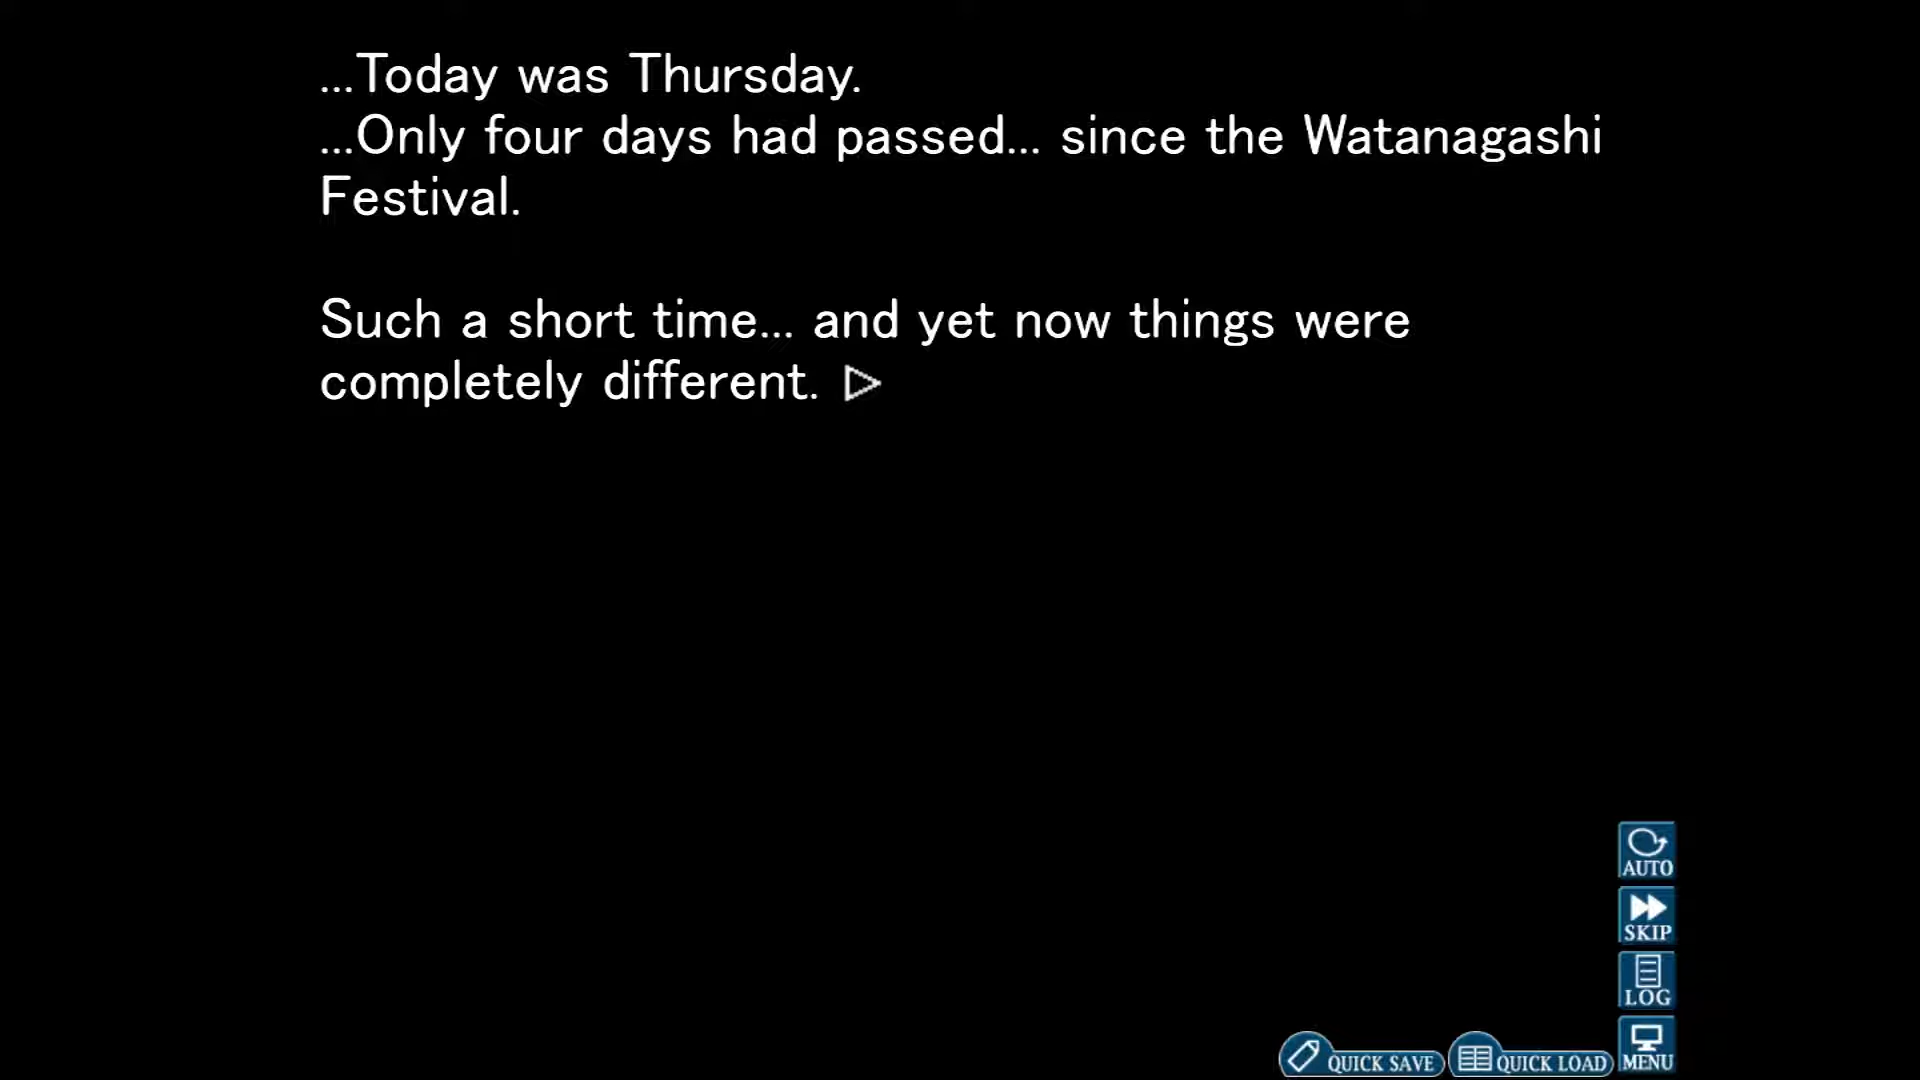 ...Today was Thursday.
...Only four days had passed... since the Watanagashi
Festival.
Such a short time... and yet now things were
completely different.
AUTO
SKIP
LOG
QUICK SAVE
QUICK LOAD
MENU